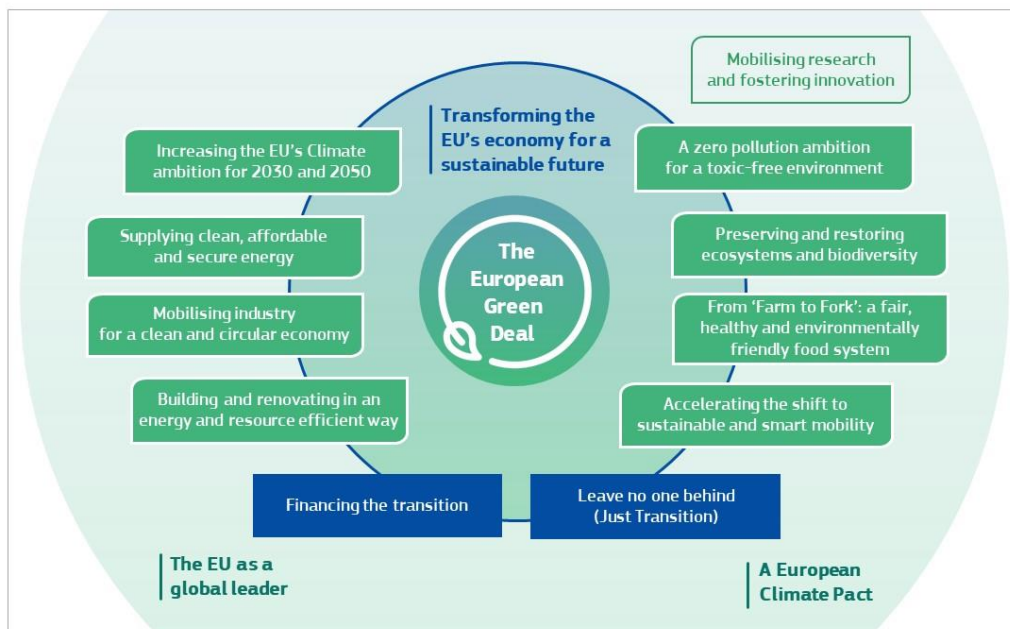 Mobilising research
and fostering innovation
Transforming the
EU's economy for a
sustainable future
Increasing the EU's Climate
ambition for 2030 and 2050
A zero pollution ambition
for a toxic-free environment
Supplying clean, affordable
and secure energy
The
European
Green
Deal
Preserving and restoring
ecosystems and biodiversity
Mobilising industry
for a clean and circular economy
From ‘Farm to Fork’: a fair,
healthy and environmentally
friendly food system
Building and renovating in an
energy and resource efficient way
Accelerating the shift to
sustainable and smart mobility
Financing the transition
Leave no one behind
(Just Transition)
The EU as a
global leader
A European
Climate Pact